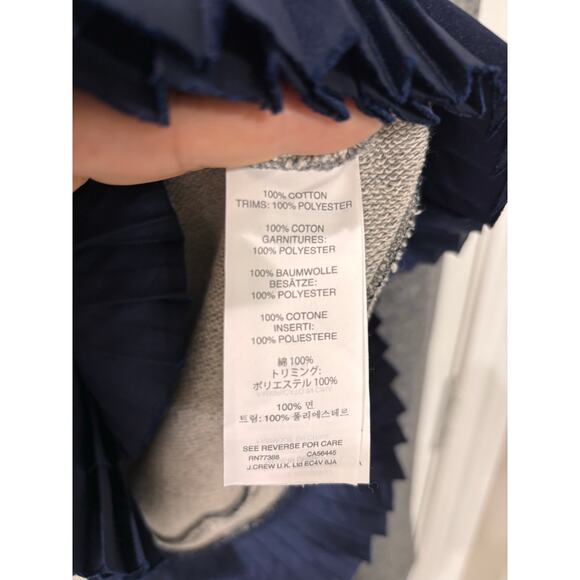 100% COTTON
TRIMS: 100% POLYESTER
100% COTON
GARNITURES:
100% POLYESTER
100% BAUMWOLLE
BESÄTZE:
100% POLYESTER
100% COTONE
INSERTI:
100% POLIESTERE
綿 100%
トリミング:
ポリエステル 100%
100% 면
트림: 100% 폴리에스테르
SEE REVERSE FOR CARE
RN77388 CA56445
J.CREW U.K. Ltd EC4V 6JA